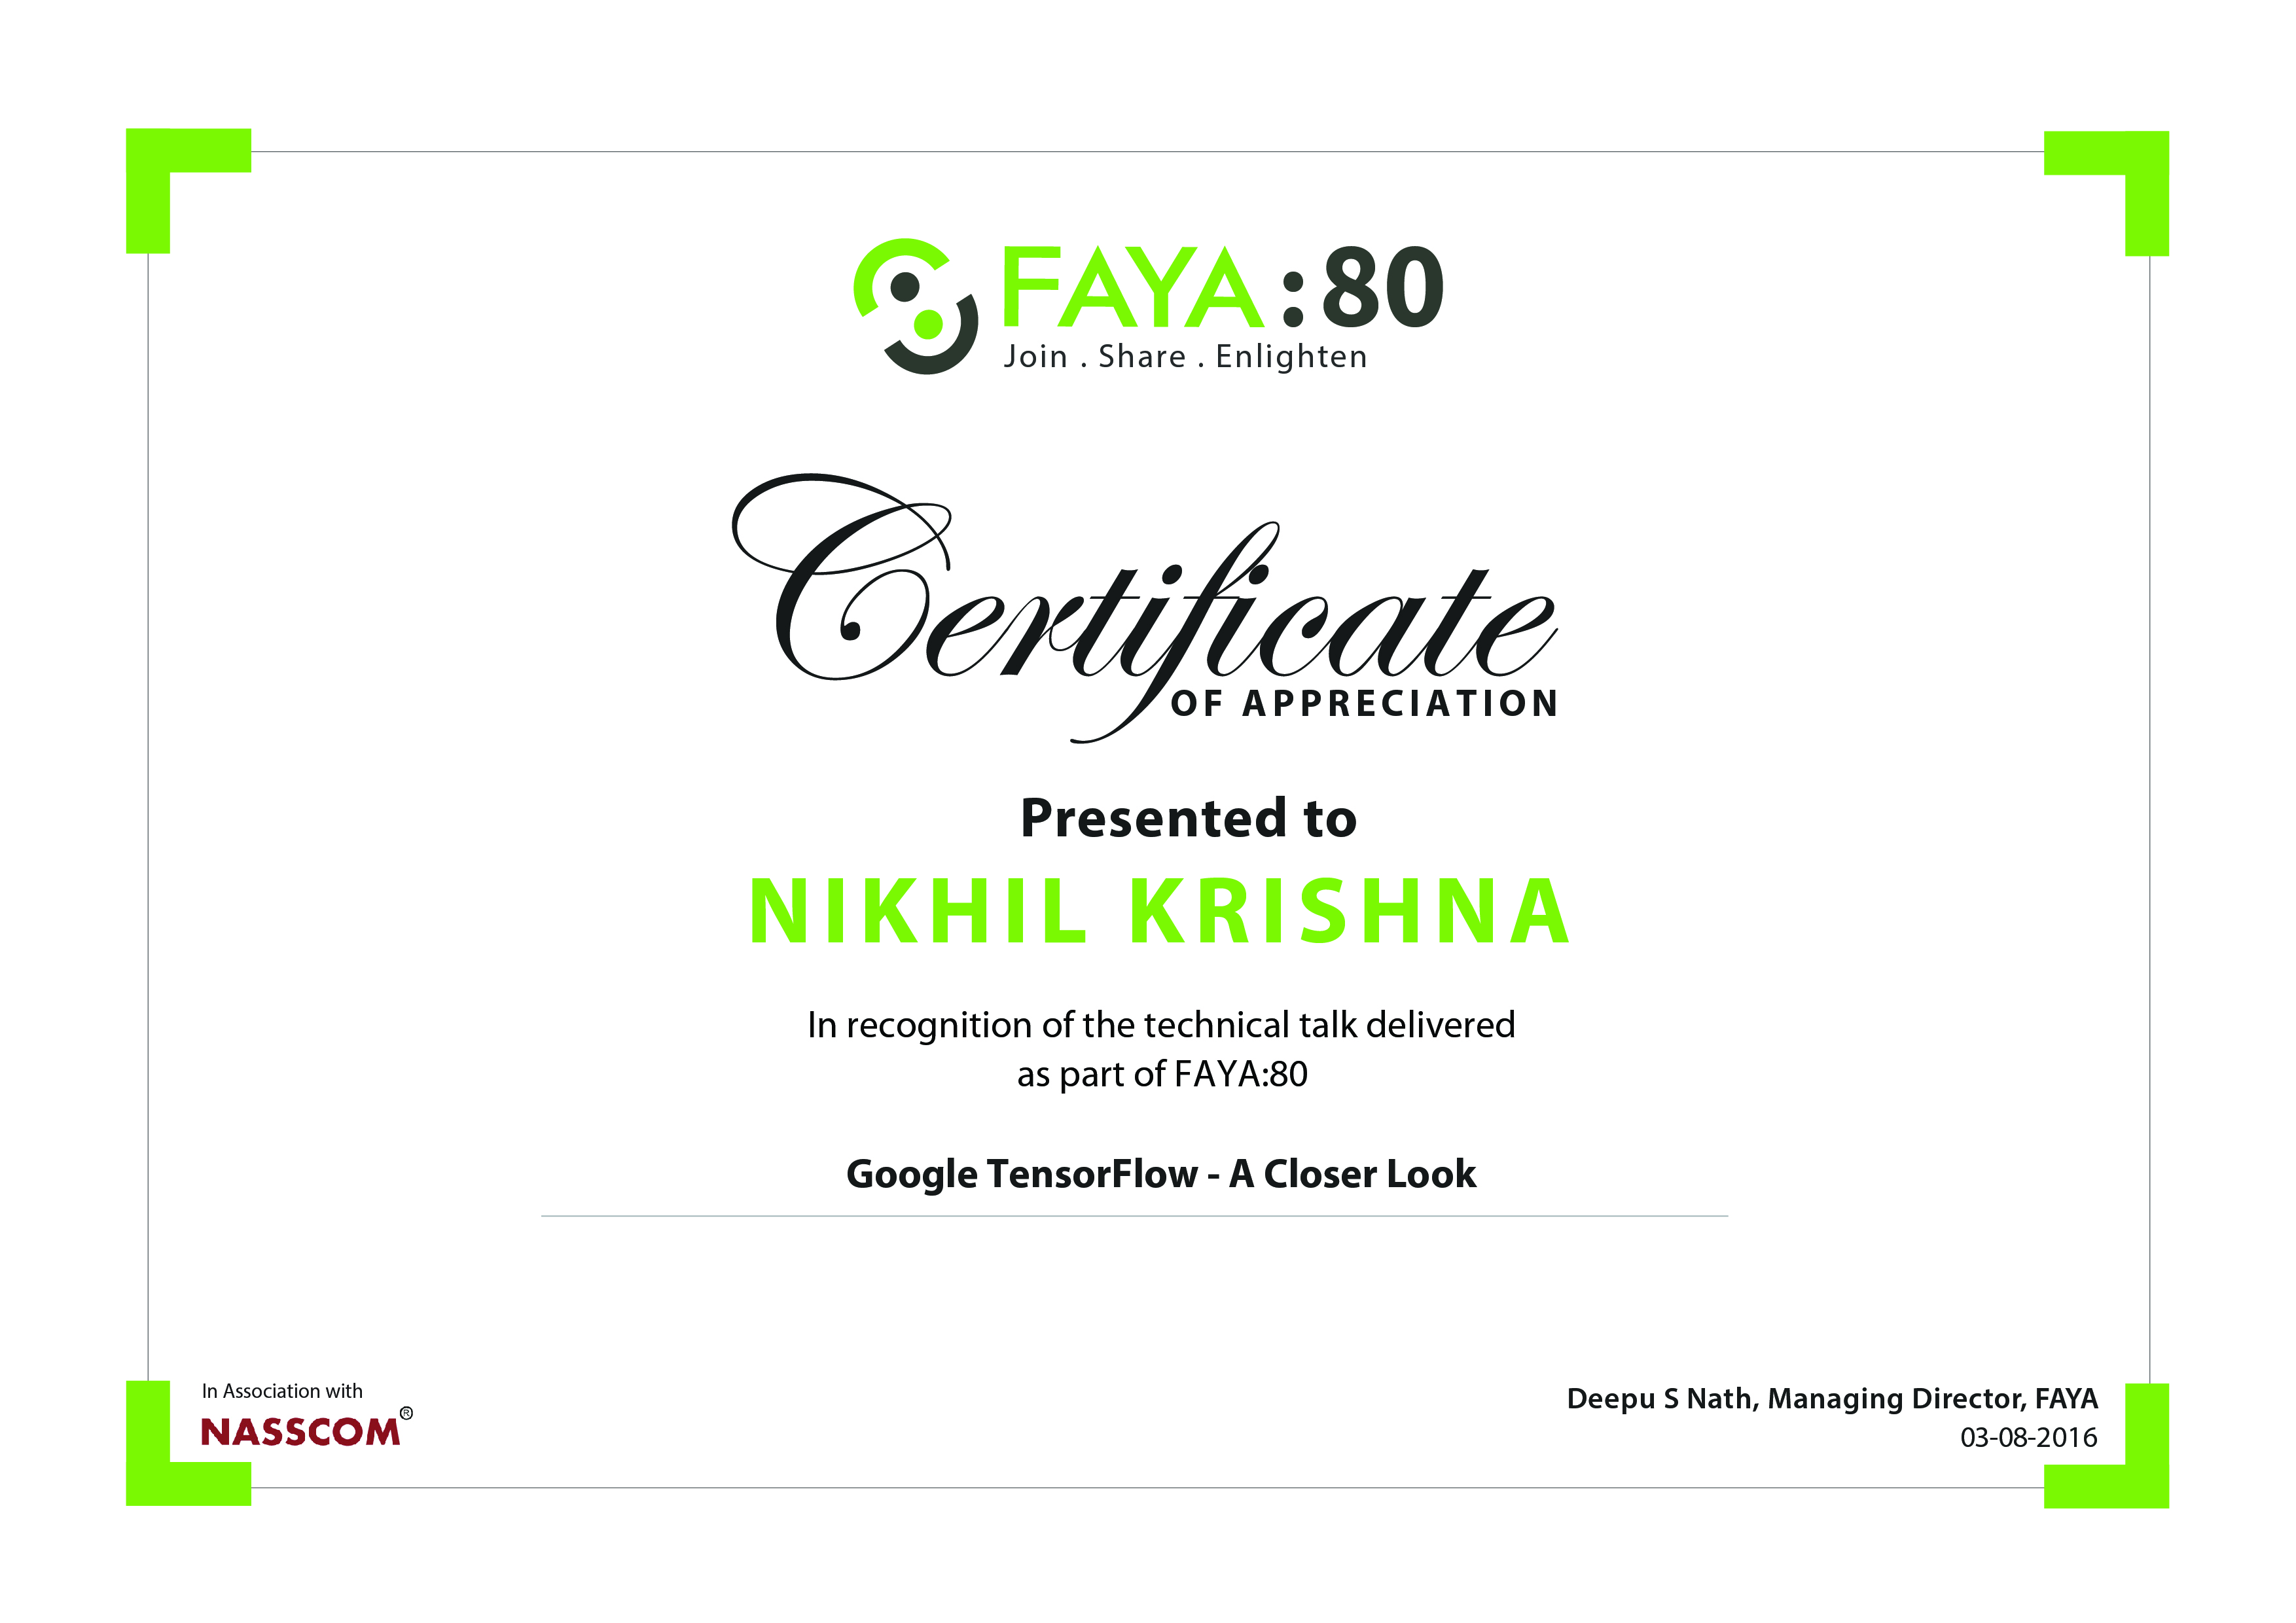 FAYA:80
Join . Share . Enlighten
Certificate
OF APPRECIATION
Presented to
NIKHIL KRISHNA
In recognition of the technical talk delivered
as part of FAYA:80
Google TensorFlow - A Closer Look
In Association with
NASSCOM®
Deepu S Nath, Managing Director, FAYA
03-08-2016